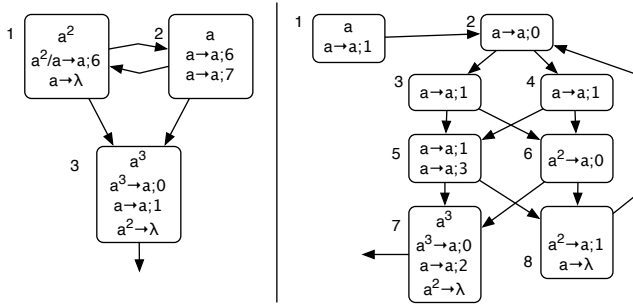 1
a²
a²/a→a;6
a→λ
2
a
a→a;6
a→a;7
3
a³
a³→a;0
a→a;1
a²→λ
1
a
a→a;1
2
a→a;0
3
a→a;1
4
a→a;1
5
a→a;1
a→a;3
6
a²→a;0
7
a³
a³→a;0
a→a;2
a²→λ
8
a²→a;1
a→λ